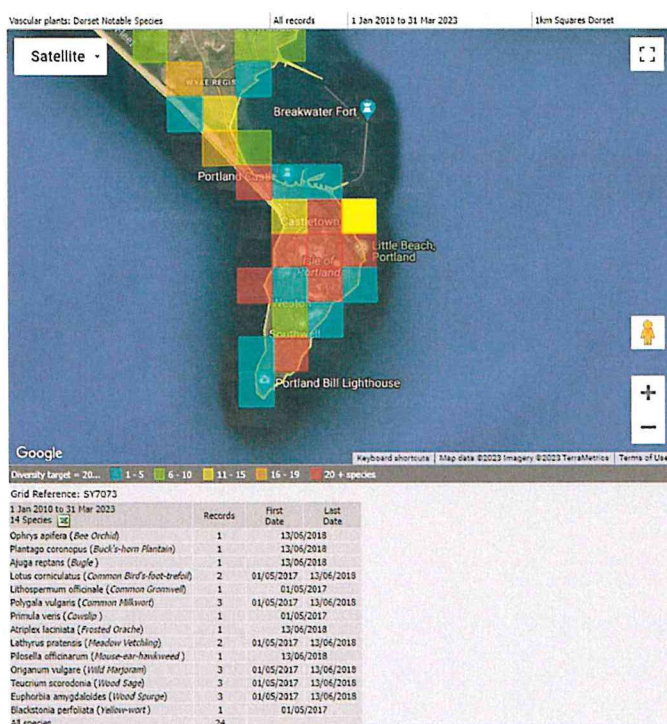 Vascular plants: Dorset Notable Species All records 1 Jan 2010 to 31 Mar 2023 1km Squares Dorset
Satellite
WYKE REGIS
Breakwater Fort
Portland Castle
Castletown
Little Beach,
Portland
Isle of
Portland
Weston
Southwell
Portland Bill Lighthouse
Google
Keyboard shortcuts Map data ©2023 Imagery ©2023 TerraMetrics Terms of Use
Diversity target = 20... 1 - 5 6 - 10 11 - 15 16 - 19 20 + species
Grid Reference: SY7073
1 Jan 2010 to 31 Mar 2023
14 Species Records First Date Last Date
Ophrys apifera (Bee Orchid) 1 13/06/2018
Plantago coronopus (Buck's-horn Plantain) 1 13/06/2018
Ajuga reptans (Bugle ) 1 13/06/2018
Lotus corniculatus (Common Bird's-foot-trefoil) 2 01/05/2017 13/06/2018
Lithospermum officinale (Common Gromwell) 1 01/05/2017
Polygala vulgaris (Common Milkwort) 3 01/05/2017 13/06/2018
Primula veris (Cowslip ) 1 01/05/2017
Atriplex laciniata (Frosted Orache) 1 13/06/2018
Lathyrus pratensis (Meadow Vetchling) 2 01/05/2017 13/06/2018
Pilosella officinarum (Mouse-ear-hawkweed ) 1 13/06/2018
Origanum vulgare (Wild Marjoram) 3 01/05/2017 13/06/2018
Teucrium scorodonia (Wood Sage) 3 01/05/2017 13/06/2018
Euphorbia amygdaloides (Wood Spurge) 3 01/05/2017 13/06/2018
Blackstonia perfoliata (Yellow-wort ) 1 01/05/2017
All species 24